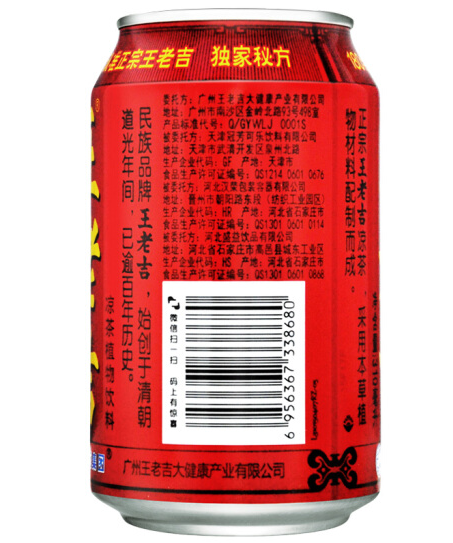 正宗王老吉 独家秘方
委托方：广州王老吉大健康产业有限公司
地址：广州市南沙区金岭北路93号498室
产品标准代号：Q/GYWLJ 0001S
被委托方：天津冠芳可乐饮料有限公司
地址：天津市武清开发区泉州北路
生产企业代码：GF 产地：天津市
食品生产许可证编号：QS1214 0601 0676
被委托方：河北汉荣包装容器有限公司
地址：晋州市朝阳路东段（纺织工业园区）
生产企业代码：HR 产地：河北省石家庄市
食品生产许可证编号：QS1301 0601 0114
被委托方：河北盛益饮品有限公司
地址：河北省石家庄市高邑县城东工业区
生产企业代码：HS 产地：河北省石家庄市
食品生产许可证编号：QS1301 0601 0868
民族品牌王老吉，始创于清朝
道光年间，已逾百年历史。
正宗王老吉凉茶，采用本草植
物材料配制而成。
凉茶植物饮料
微信扫一扫 码上有惊喜
6 956367 338680
广州王老吉大健康产业有限公司